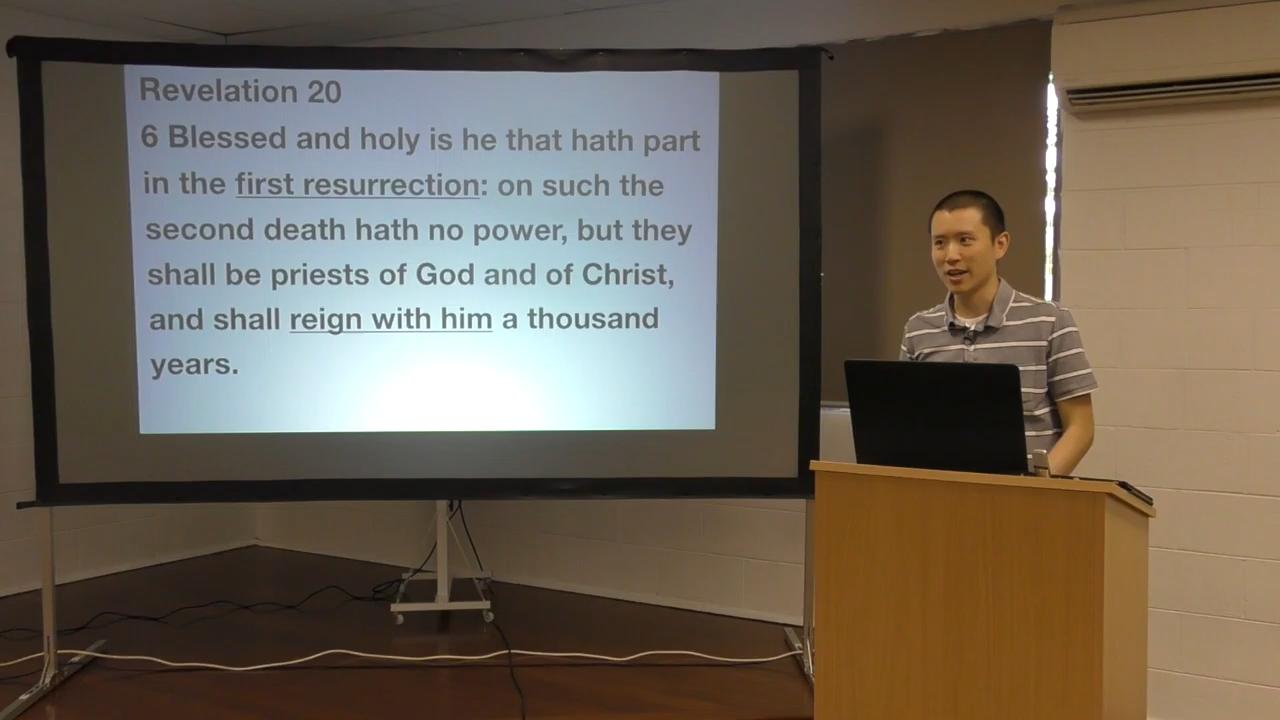 Revelation 20
6 Blessed and holy is he that hath part
in the first resurrection: on such the
second death hath no power, but they
shall be priests of God and of Christ,
and shall reign with him a thousand
years.